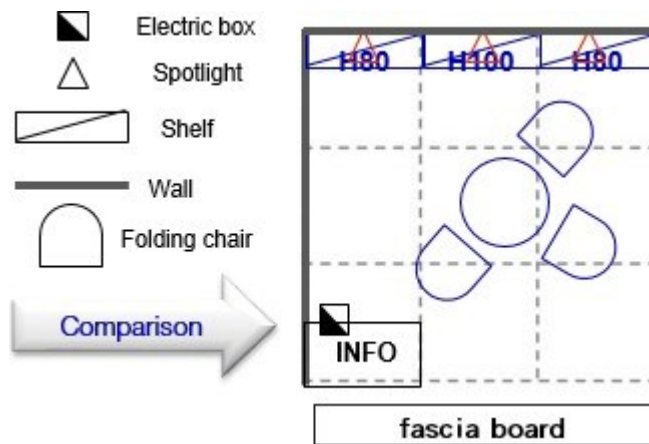 Electric box
Spotlight
Shelf
Wall
Folding chair
Comparison
H80 H100 H80
INFO
fascia board